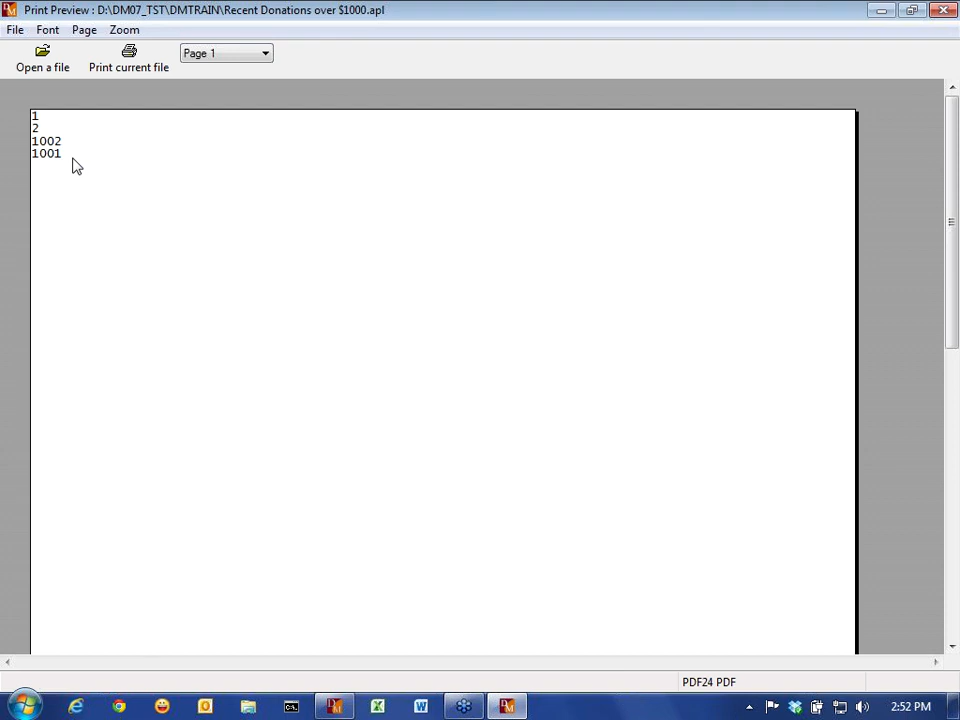 Print Preview : D:\DM07_TST\DMTRAIN\Recent Donations over $1000.apl
File Font Page Zoom
Open a file Print current file Page 1
1
2
1002
1001
PDF24 PDF
2:52 PM